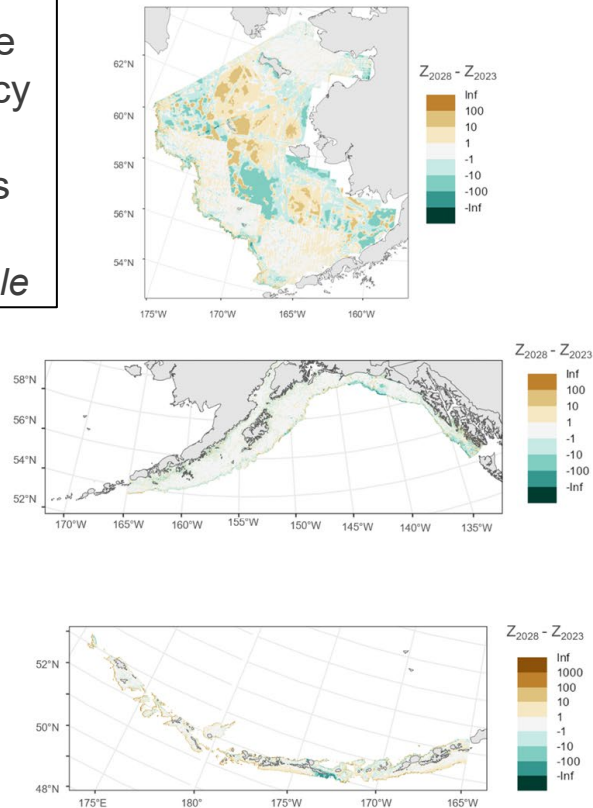 e
cy
s
le
Z2028 - Z2023
Inf
100
10
1
-1
-10
-100
-Inf
62°N
60°N
58°N
56°N
54°N
175°W 170°W 165°W 160°W
Z2028 - Z2023
Inf
100
10
1
-1
-10
-100
-Inf
58°N
56°N
54°N
52°N
170°W 165°W 160°W 155°W 150°W 145°W 140°W 135°W
Z2028 - Z2023
Inf
1000
100
10
1
-1
-10
-100
-Inf
52°N
50°N
48°N
175°E 180° 175°W 170°W 165°W